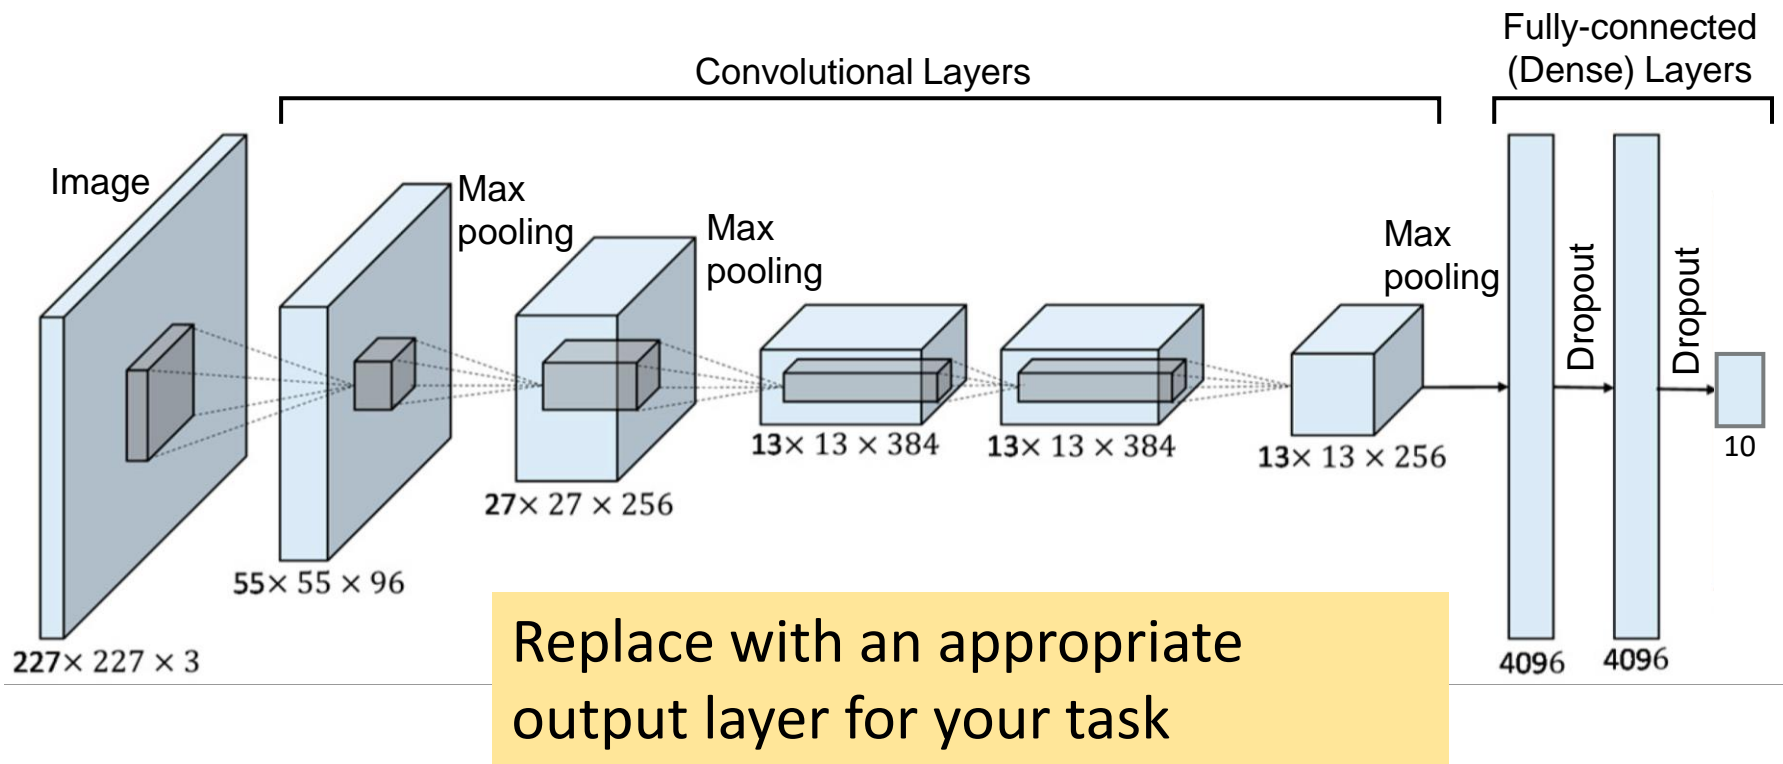 Fully-connected
(Dense) Layers
Convolutional Layers
Image
Max
pooling
Max
pooling
Max
pooling
Dropout
Dropout
10
13× 13 × 384
13× 13 × 384
13× 13 × 256
27× 27 × 256
55× 55 × 96
227× 227 × 3
4096
4096
Replace with an appropriate
output layer for your task